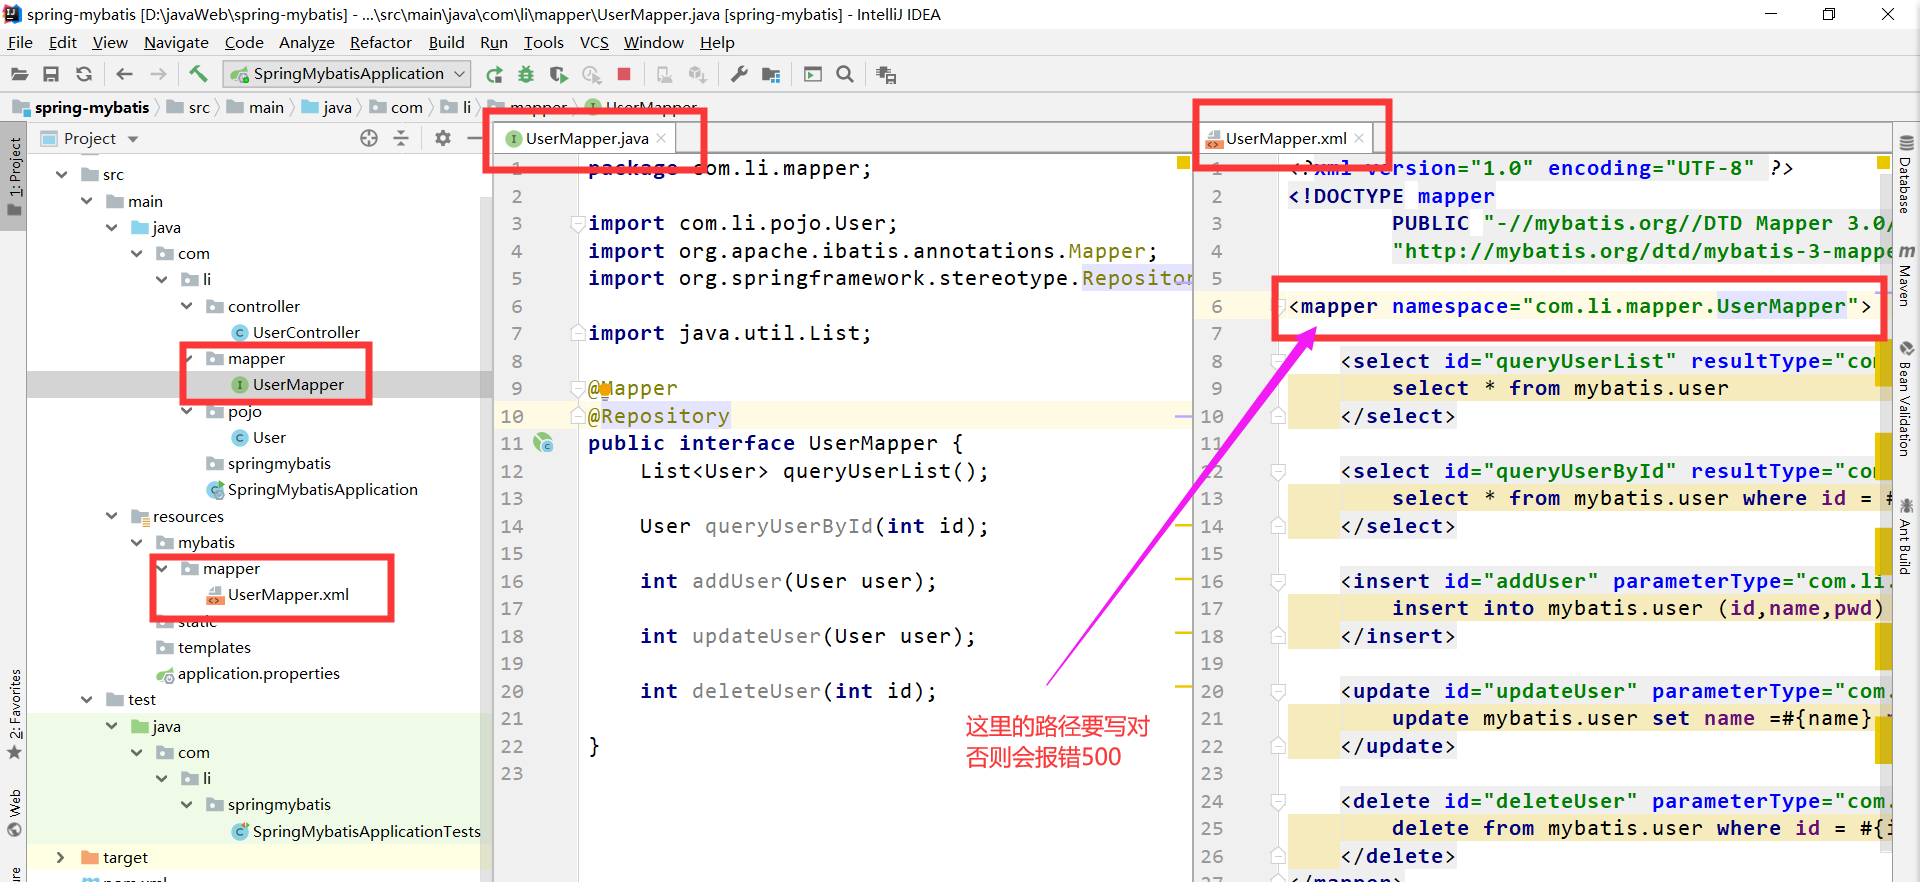 spring-mybatis [D:\javaWeb\spring-mybatis] - ...\src\main\java\com\li\mapper\UserMapper.java [spring-mybatis] - IntelliJ IDEA
File Edit View Navigate Code Analyze Refactor Build Run Tools VCS Window Help
SpringMybatisApplication
spring-mybatis src main java com li mapper UserMapper
1: Project
2: Favorites
Web
Project
src
main
java
com
li
controller
UserController
mapper
UserMapper
pojo
User
springmybatis
SpringMybatisApplication
resources
mybatis
mapper
UserMapper.xml
static
templates
application.properties
test
java
com
li
springmybatis
SpringMybatisApplicationTests
target
pom.xml
UserMapper.java
1 package com.li.mapper;
2
3 import com.li.pojo.User;
4 import org.apache.ibatis.annotations.Mapper;
5 import org.springframework.stereotype.Repositor
6
7 import java.util.List;
8
9 @Mapper
10 @Repository
11 public interface UserMapper {
12 List<User> queryUserList();
13
14 User queryUserById(int id);
15
16 int addUser(User user);
17
18 int updateUser(User user);
19
20 int deleteUser(int id);
21
22 }
23
这里的路径要写对
否则会报错500
UserMapper.xml
1 <?xml version="1.0" encoding="UTF-8" ?>
2 <!DOCTYPE mapper
3 PUBLIC "-//mybatis.org//DTD Mapper 3.0/
4 "http://mybatis.org/dtd/mybatis-3-mappe
5
6 <mapper namespace="com.li.mapper.UserMapper">
7
8 <select id="queryUserList" resultType="co
9 select * from mybatis.user
10 </select>
11
12 <select id="queryUserById" resultType="co
13 select * from mybatis.user where id = #
14 </select>
15
16 <insert id="addUser" parameterType="com.li.
17 insert into mybatis.user (id,name,pwd)
18 </insert>
19
20 <update id="updateUser" parameterType="com.
21 update mybatis.user set name =#{name}
22 </update>
23
24 <delete id="deleteUser" parameterType="com.
25 delete from mybatis.user where id = #{i
26 </delete>
27 </mapper>
Database
Maven
Bean Validation
Ant Build